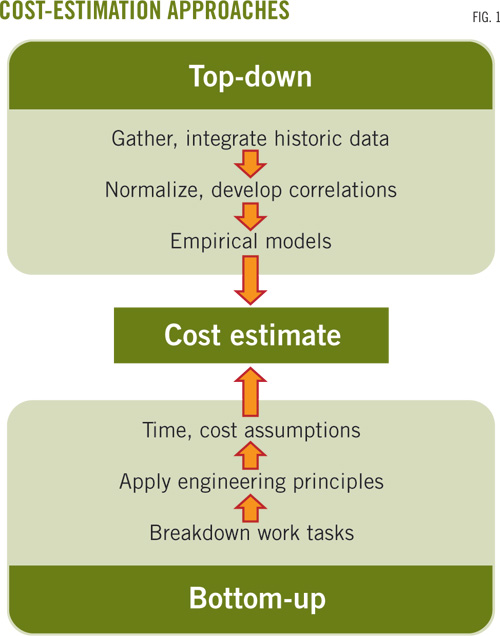 COST-ESTIMATION APPROACHES
FIG. 1
Top-down
Gather, integrate historic data
Normalize, develop correlations
Empirical models
Cost estimate
Time, cost assumptions
Apply engineering principles
Breakdown work tasks
Bottom-up